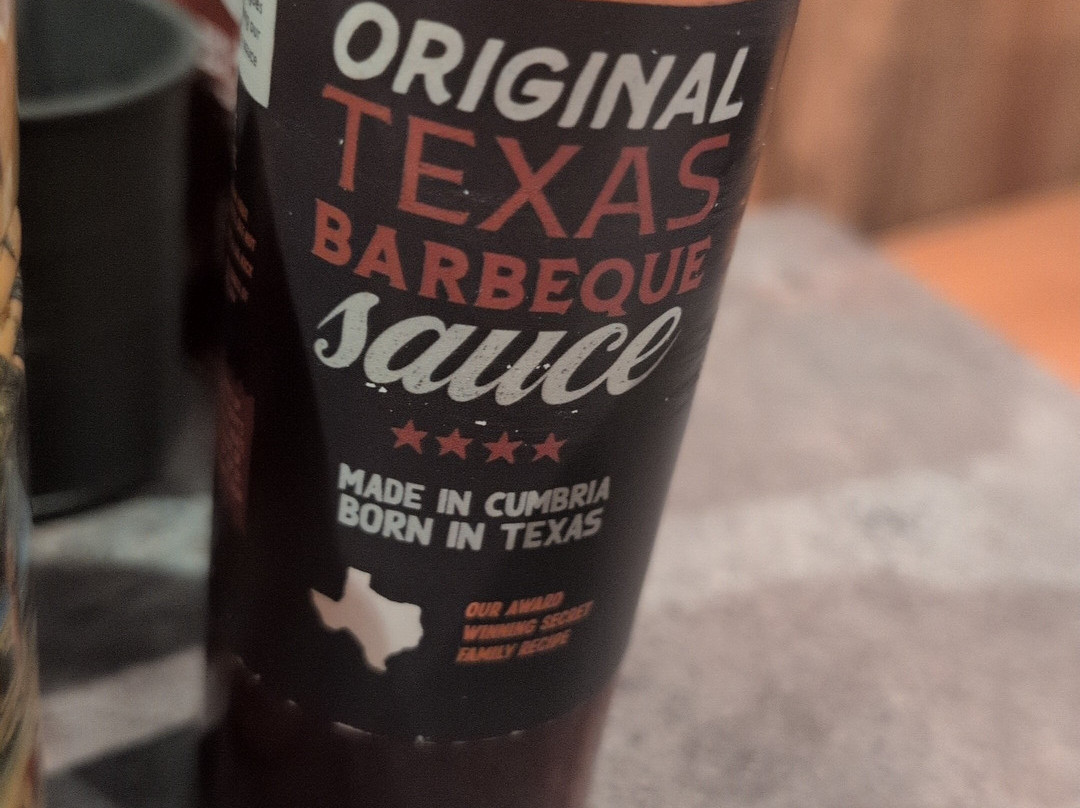 ORIGINAL
TEXAS
BARBEQUE
sauce
MADE IN CUMBRIA
BORN IN TEXAS
OUR AWARD
WINNING SECRET
FAMILY RECIPE